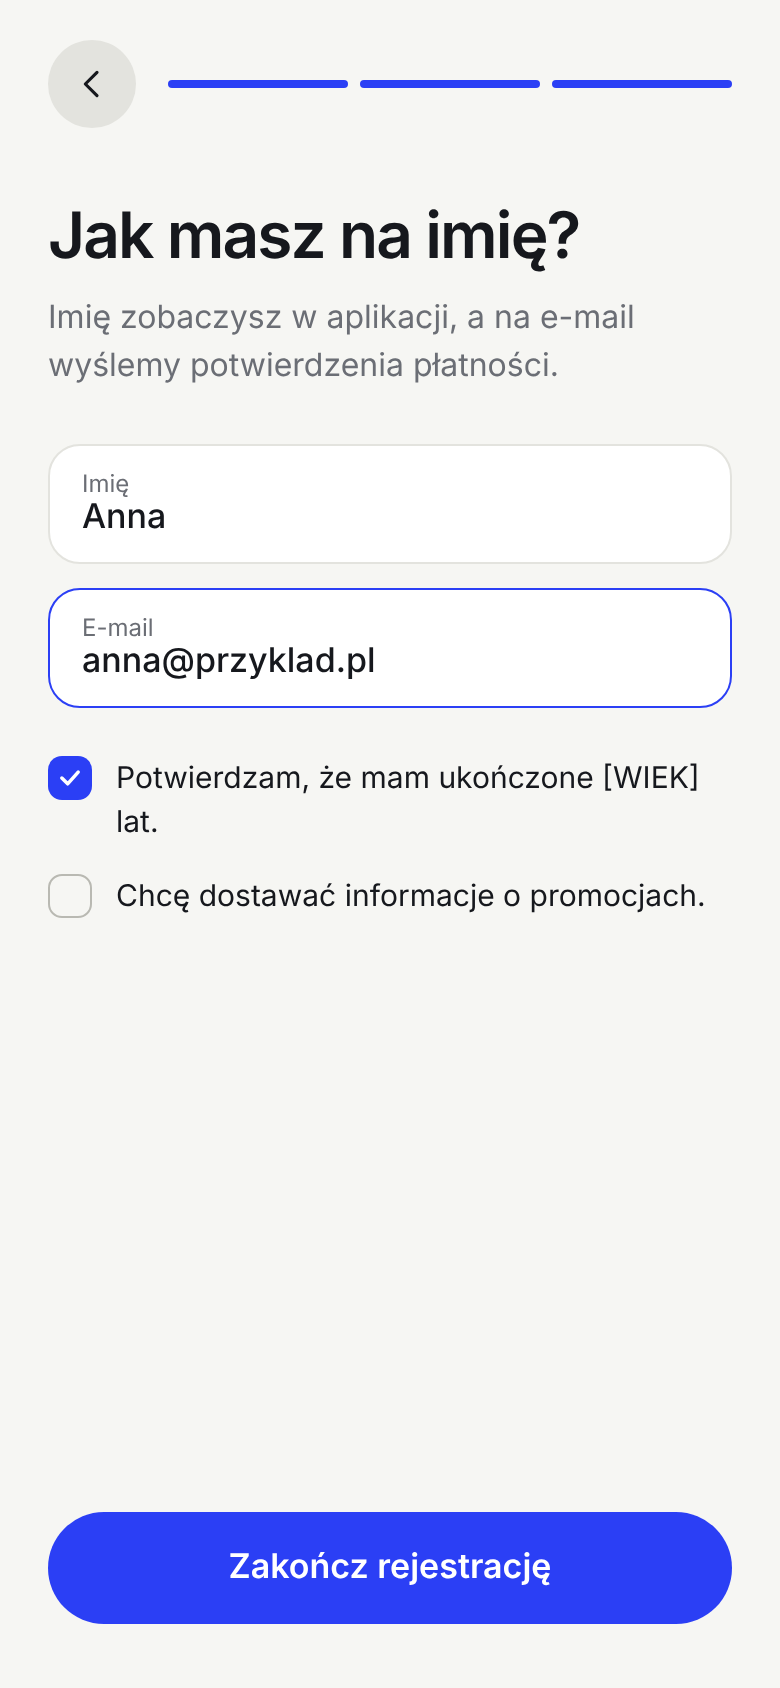 Jak masz na imię?
Imię zobaczysz w aplikacji, a na e-mail
wyślemy potwierdzenia płatności.
Imię
Anna
E-mail
anna@przyklad.pl
Potwierdzam, że mam ukończone [WIEK]
lat.
Chcę dostawać informacje o promocjach.
Zakończ rejestrację